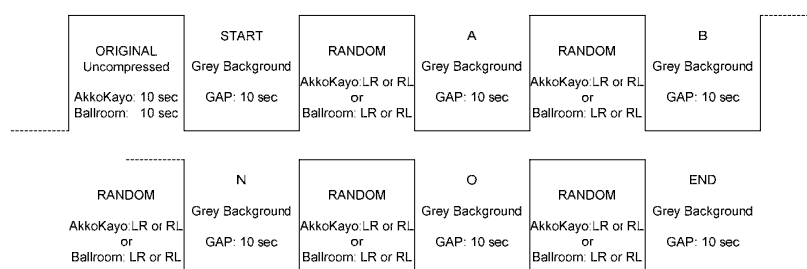 ORIGINAL
Uncompressed
AkkoKayo: 10 sec
Ballroom: 10 sec
START
Grey Background
GAP: 10 sec
RANDOM
AkkoKayo:LR or RL
or
Ballroom: LR or RL
A
Grey Background
GAP: 10 sec
RANDOM
AkkoKayo:LR or RL
or
Ballroom: LR or RL
B
Grey Background
GAP: 10 sec
RANDOM
AkkoKayo:LR or RL
or
Ballroom: LR or RL
N
Grey Background
GAP: 10 sec
RANDOM
AkkoKayo:LR or RL
or
Ballroom: LR or RL
O
Grey Background
GAP: 10 sec
RANDOM
AkkoKayo:LR or RL
or
Ballroom: LR or RL
END
Grey Background
GAP: 10 sec